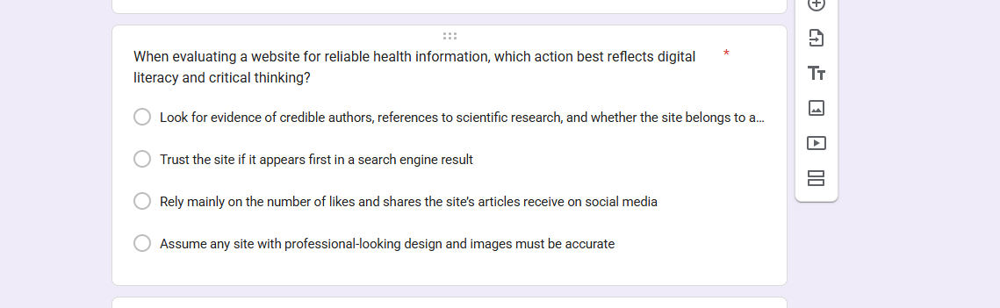 When evaluating a website for reliable health information, which action best reflects digital *
literacy and critical thinking?
Look for evidence of credible authors, references to scientific research, and whether the site belongs to a...
Trust the site if it appears first in a search engine result
Rely mainly on the number of likes and shares the site’s articles receive on social media
Assume any site with professional-looking design and images must be accurate
Tт